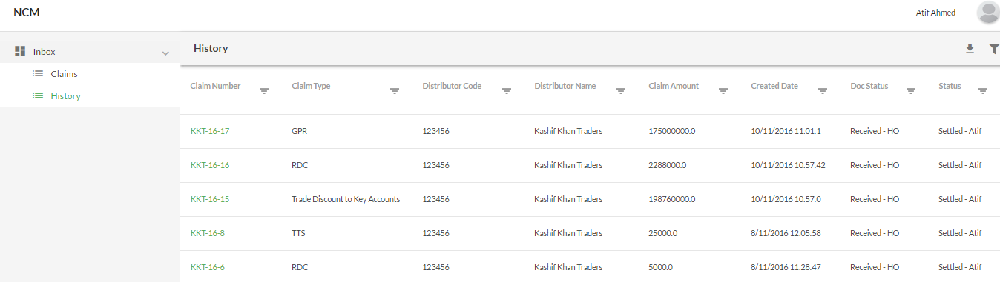 NCM
Atif Ahmed
Inbox
Claims
History
History
Claim Number Claim Type Distributor Code Distributor Name Claim Amount Created Date Doc Status Status
KKT-16-17 GPR 123456 Kashif Khan Traders 175000000.0 10/11/2016 11:01:1 Received - HO Settled - Atif
KKT-16-16 RDC 123456 Kashif Khan Traders 2288000.0 10/11/2016 10:57:42 Received - HO Settled - Atif
KKT-16-15 Trade Discount to Key Accounts 123456 Kashif Khan Traders 198760000.0 10/11/2016 10:57:0 Received - HO Settled - Atif
KKT-16-8 TTS 123456 Kashif Khan Traders 25000.0 8/11/2016 12:05:58 Received - HO Settled - Atif
KKT-16-6 RDC 123456 Kashif Khan Traders 5000.0 8/11/2016 11:28:47 Received - HO Settled - Atif